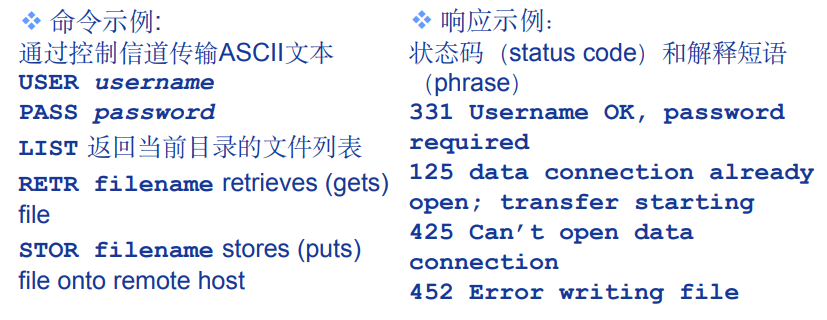 ❖ 命令示例:
通过控制信道传输ASCII文本
USER username
PASS password
LIST 返回当前目录的文件列表
RETR filename retrieves (gets)
file
STOR filename stores (puts)
file onto remote host
❖ 响应示例：
状态码（status code）和解释短语
（phrase）
331 Username OK, password
required
125 data connection already
open; transfer starting
425 Can’t open data
connection
452 Error writing file